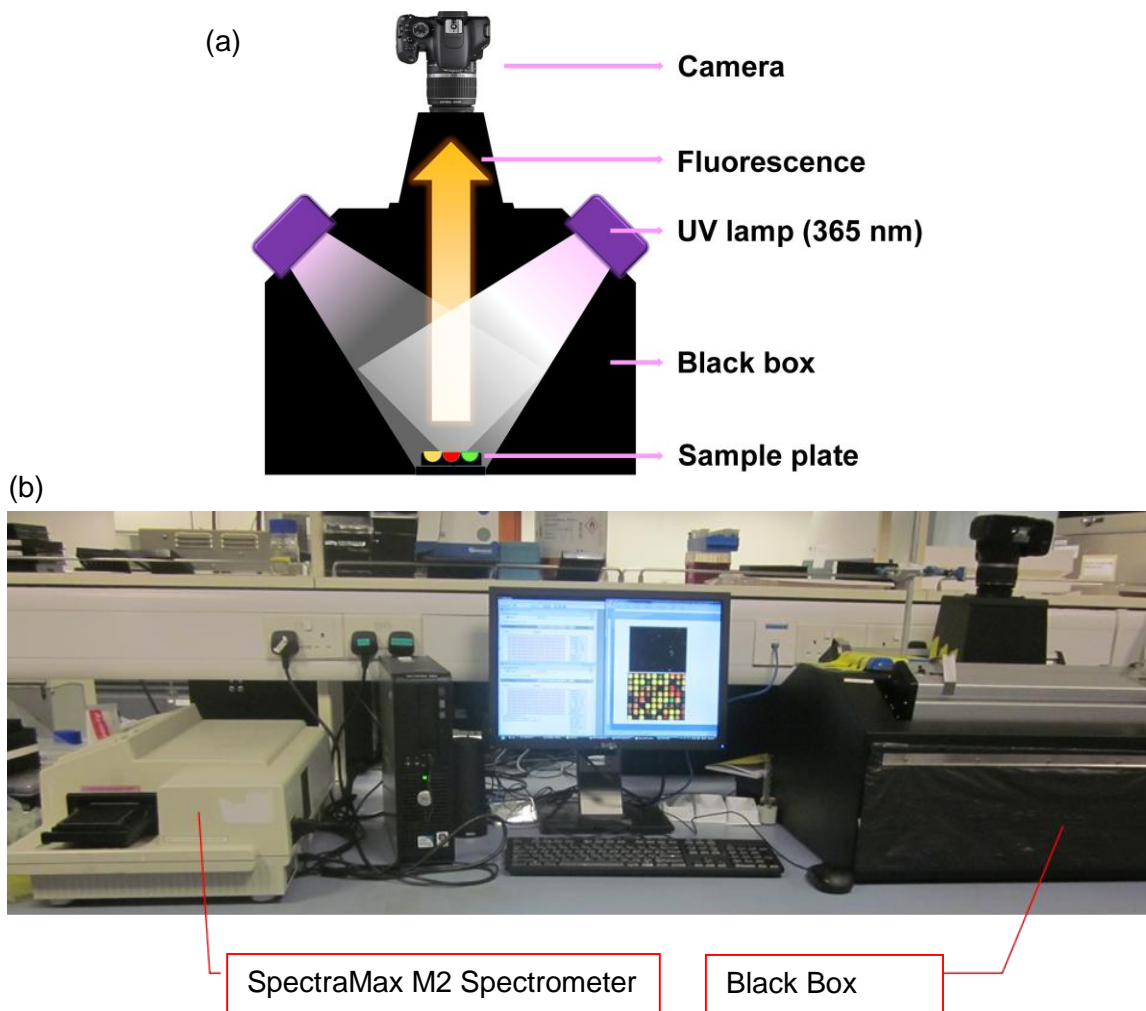 (a)
Camera
Fluorescence
UV lamp (365 nm)
Black box
Sample plate
(b)
SpectraMax M2 Spectrometer
Black Box